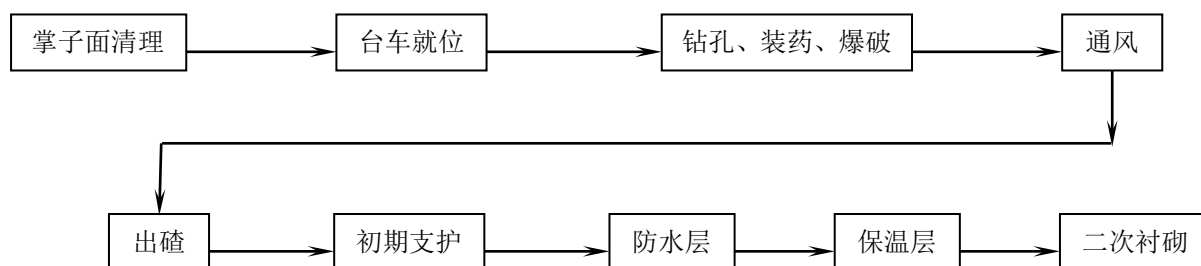 掌子面清理
台车就位
钻孔、装药、爆破
通风
出碴
初期支护
防水层
保温层
二次衬砌